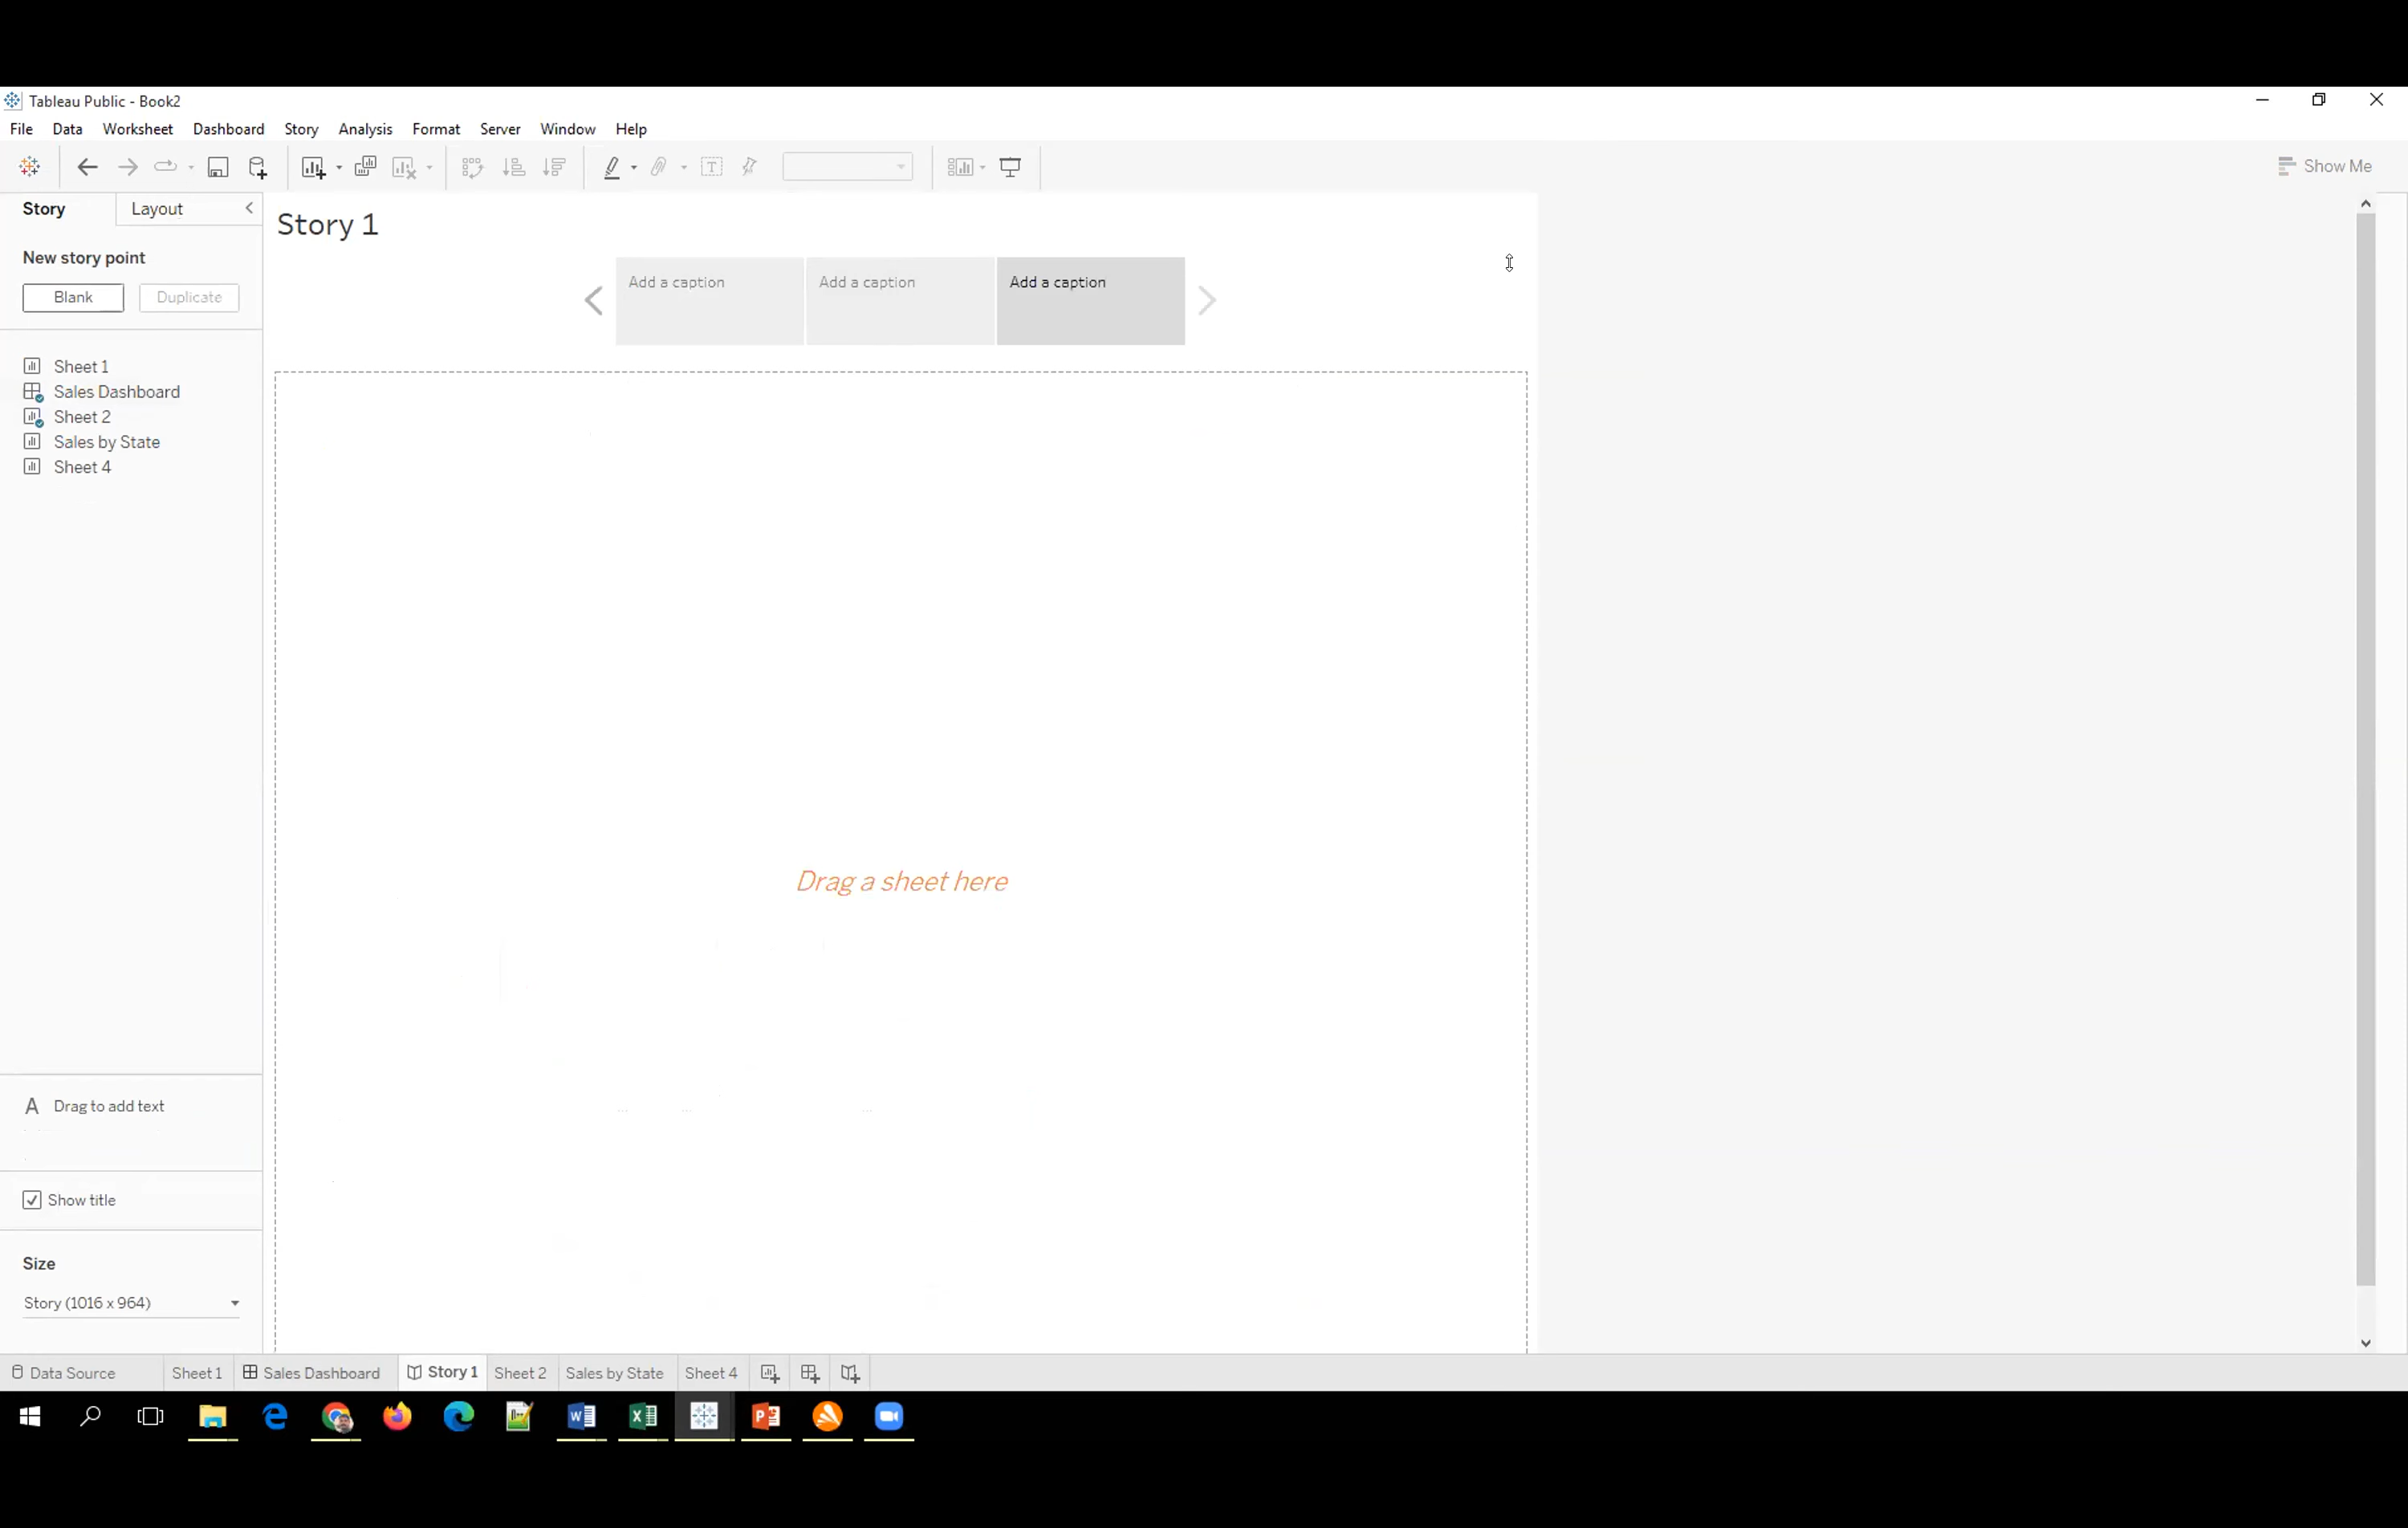 Tableau Public - Book2
File Data Worksheet Dashboard Story Analysis Format Server Window Help
Show Me
Story Layout
New story point
Blank Duplicate
Sheet 1
Sales Dashboard
Sheet 2
Sales by State
Sheet 4
A Drag to add text
Show title
Size
Story (1016 x 964)
Story 1
Add a caption Add a caption Add a caption
Drag a sheet here
Data Source Sheet 1 Sales Dashboard Story 1 Sheet 2 Sales by State Sheet 4